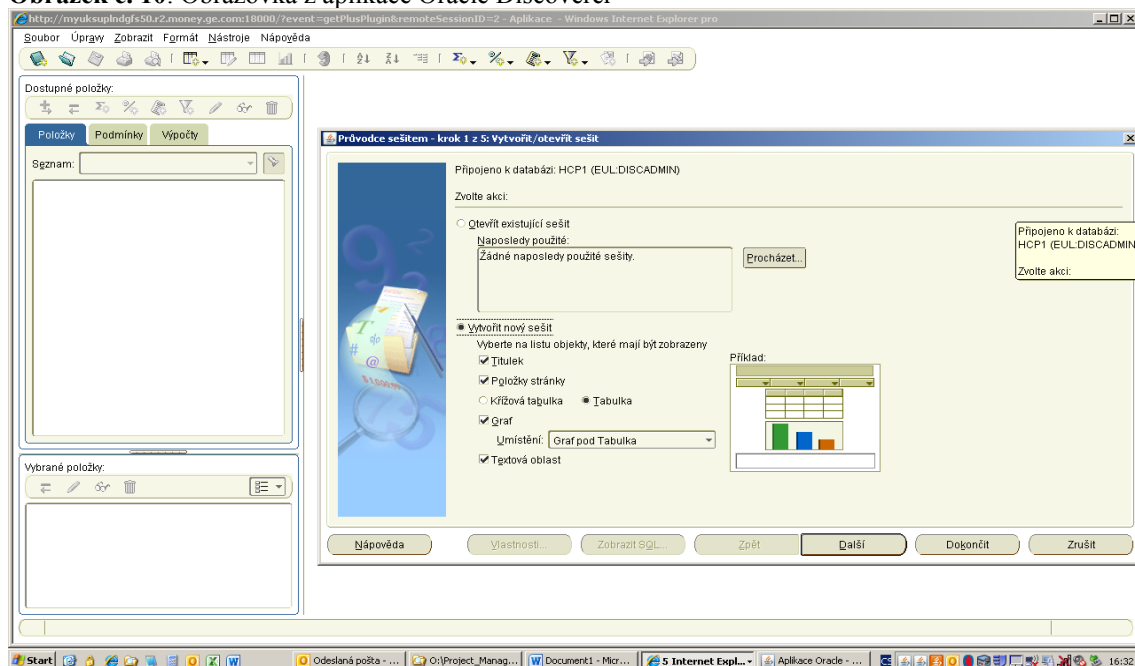 Obrázek č. 10: Obrazovka z aplikace Oracle Discoverer
http://myuksuplndgfs50.r2.money.ge.com:18000/?event=getPlusPlugin&remoteSessionID=2 - Aplikace - Windows Internet Explorer pro
Soubor Úpravy Zobrazit Formát Nástroje Nápověda
Dostupné položky:
Položky Podmínky Výpočty
Seznam:
Průvodce sešitem - krok 1 z 5: Vytvořit/otevřít sešit
Připojeno k databázi: HCP1 (EUL:DISCADMIN)
Zvolte akci:
Otevřít existující sešit
Naposledy použité:
Žádné naposledy použité sešity.
Procházet...
Připojeno k databázi:
HCP1 (EUL:DISCADMIN
Zvolte akci:
Vytvořit nový sešit
Vyberte na listu objekty, které mají být zobrazeny
Titulek
Příklad:
Položky stránky
Křížová tabulka Tabulka
Graf
Umístění: Graf pod Tabulka
Textová oblast
Vybrané položky:
Nápověda Vlastnosti... Zobrazit SQL... Zpět Další Dokončit Zrušit
Start Odeslaná pošta - ... O:\Project_Manag... Document1 - Micr... 5 Internet Expl... Aplikace Oracle - ... 16:32